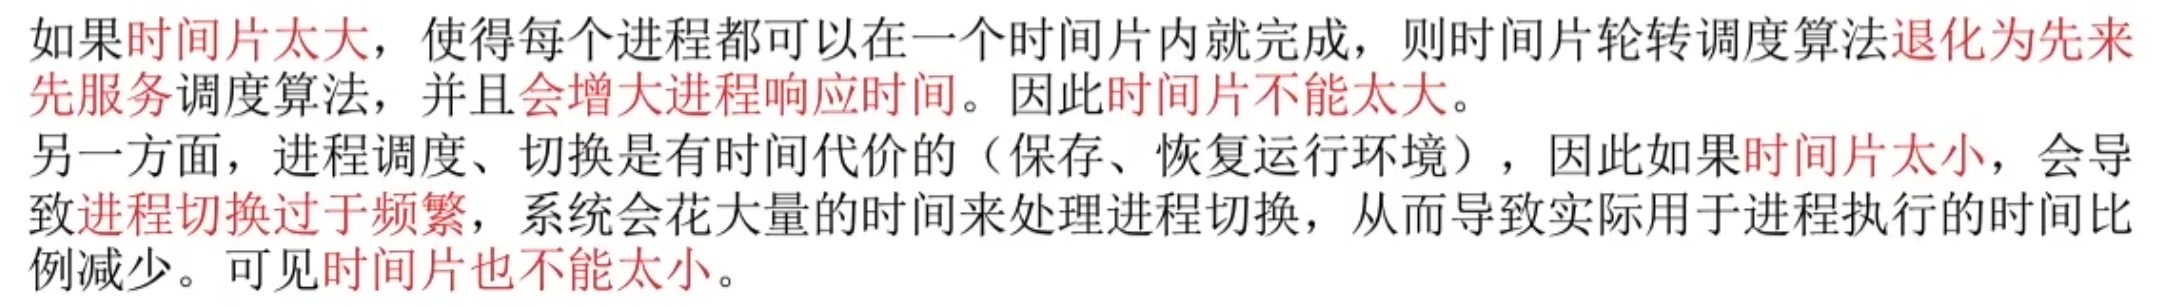 如果时间片太大，使得每个进程都可以在一个时间片内就完成，则时间片轮转调度算法退化为先来
先服务调度算法，并且会增大进程响应时间。因此时间片不能太大。
另一方面，进程调度、切换是有时间代价的（保存、恢复运行环境），因此如果时间片太小，会导
致进程切换过于频繁，系统会花大量的时间来处理进程切换，从而导致实际用于进程执行的时间比
例减少。可见时间片也不能太小。